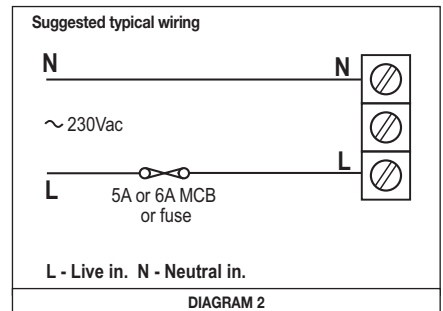 Suggested typical wiring
N N
~ 230Vac
L L
5A or 6A MCB
or fuse
L - Live in. N - Neutral in.
DIAGRAM 2